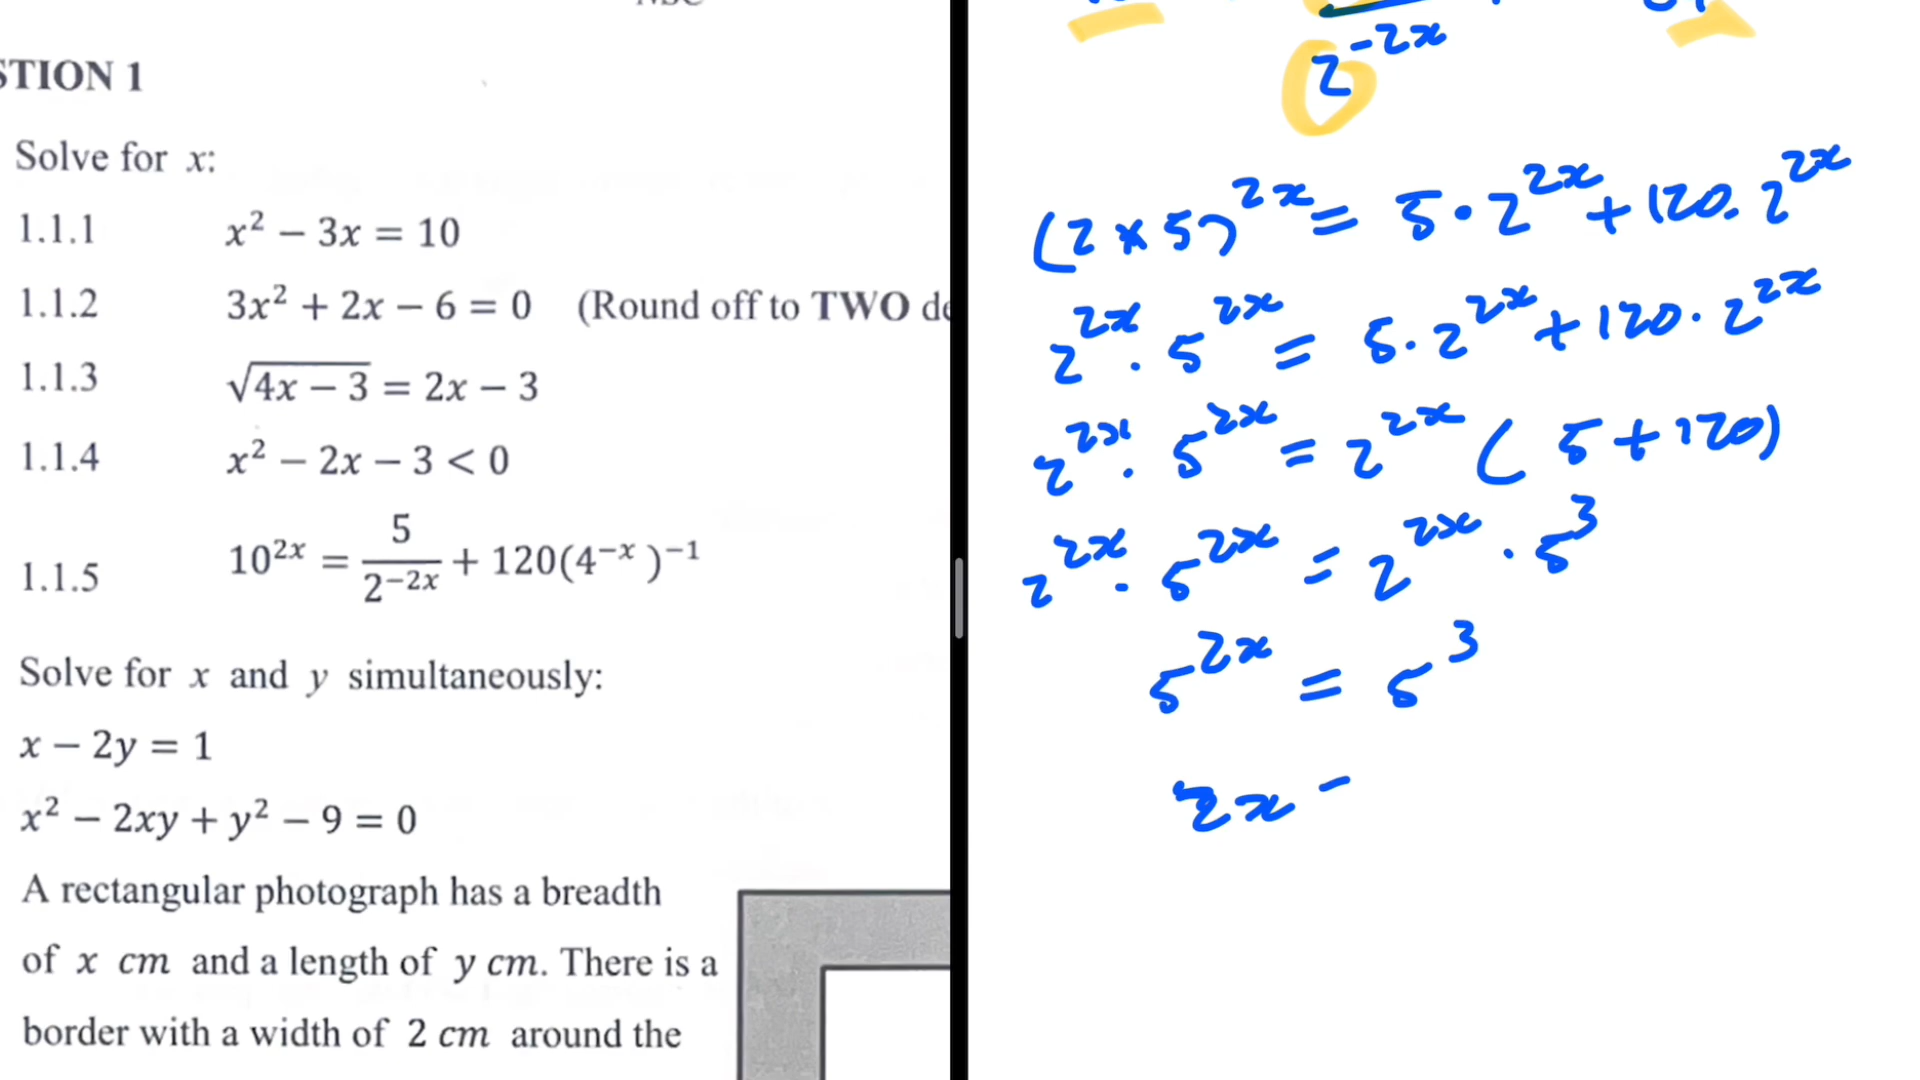 STION 1
Solve for x:
1.1.1 x² − 3x = 10
1.1.2 3x² + 2x − 6 = 0 (Round off to TWO de
1.1.3 √(4x − 3) = 2x − 3
1.1.4 x² − 2x − 3 < 0
1.1.5 10^(2x) = 5/2^(−2x) + 120(4^(−x))^(−1)
Solve for x and y simultaneously:
x − 2y = 1
x² − 2xy + y² − 9 = 0
A rectangular photograph has a breadth
of x cm and a length of y cm. There is a
border with a width of 2 cm around the
2^(-2x)
(2 × 5)^(2x) = 5 · 2^(2x) + 120 . 2^(2x)
2^(2x) . 5^(2x) = 5 . 2^(2x) + 120 . 2^(2x)
2^(2x) . 5^(2x) = 2^(2x) (5 + 120)
2^(2x) . 5^(2x) = 2^(2x) . 5^3
5^(2x) = 5^3
2x -